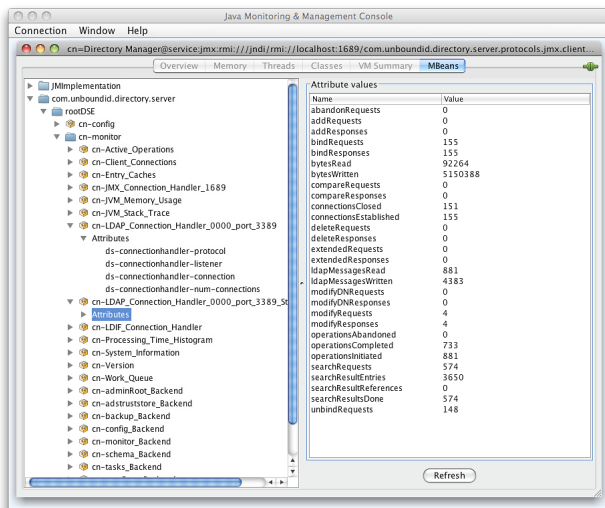 Java Monitoring & Management Console
Connection Window Help
cn=Directory Manager@service:jmx:rmi:///jndi/rmi://localhost:1689/com.unboundid.directory.server.protocols.jmx.client...
Overview Memory Threads Classes VM Summary MBeans
JMImplementation
com.unboundid.directory.server
rootDSE
cn-config
cn-monitor
cn-Active_Operations
cn-Client_Connections
cn-Entry_Caches
cn-JMX_Connection_Handler_1689
cn-JVM_Memory_Usage
cn-JVM_Stack_Trace
cn-LDAP_Connection_Handler_0000_port_3389
Attributes
ds-connectionhandler-protocol
ds-connectionhandler-listener
ds-connectionhandler-connection
ds-connectionhandler-num-connections
cn-LDAP_Connection_Handler_0000_port_3389_St
Attributes
cn-LDIF_Connection_Handler
cn-Processing_Time_Histogram
cn-System_Information
cn-Version
cn-Work_Queue
cn-adminRoot_Backend
cn-adstruststore_Backend
cn-backup_Backend
cn-config_Backend
cn-monitor_Backend
cn-schema_Backend
cn-tasks_Backend
Attribute values
Name Value
abandonRequests 0
addRequests 0
addResponses 0
bindRequests 155
bindResponses 155
bytesRead 92264
bytesWritten 5150388
compareRequests 0
compareResponses 0
connectionsClosed 151
connectionsEstablished 155
deleteRequests 0
deleteResponses 0
extendedRequests 0
extendedResponses 0
ldapMessagesRead 881
ldapMessagesWritten 4383
modifyDNRequests 0
modifyDNResponses 0
modifyRequests 4
modifyResponses 4
operationsAbandoned 0
operationsCompleted 733
operationsInitiated 881
searchRequests 574
searchResultEntries 3650
searchResultReferences 0
searchResultsDone 574
unbindRequests 148
Refresh